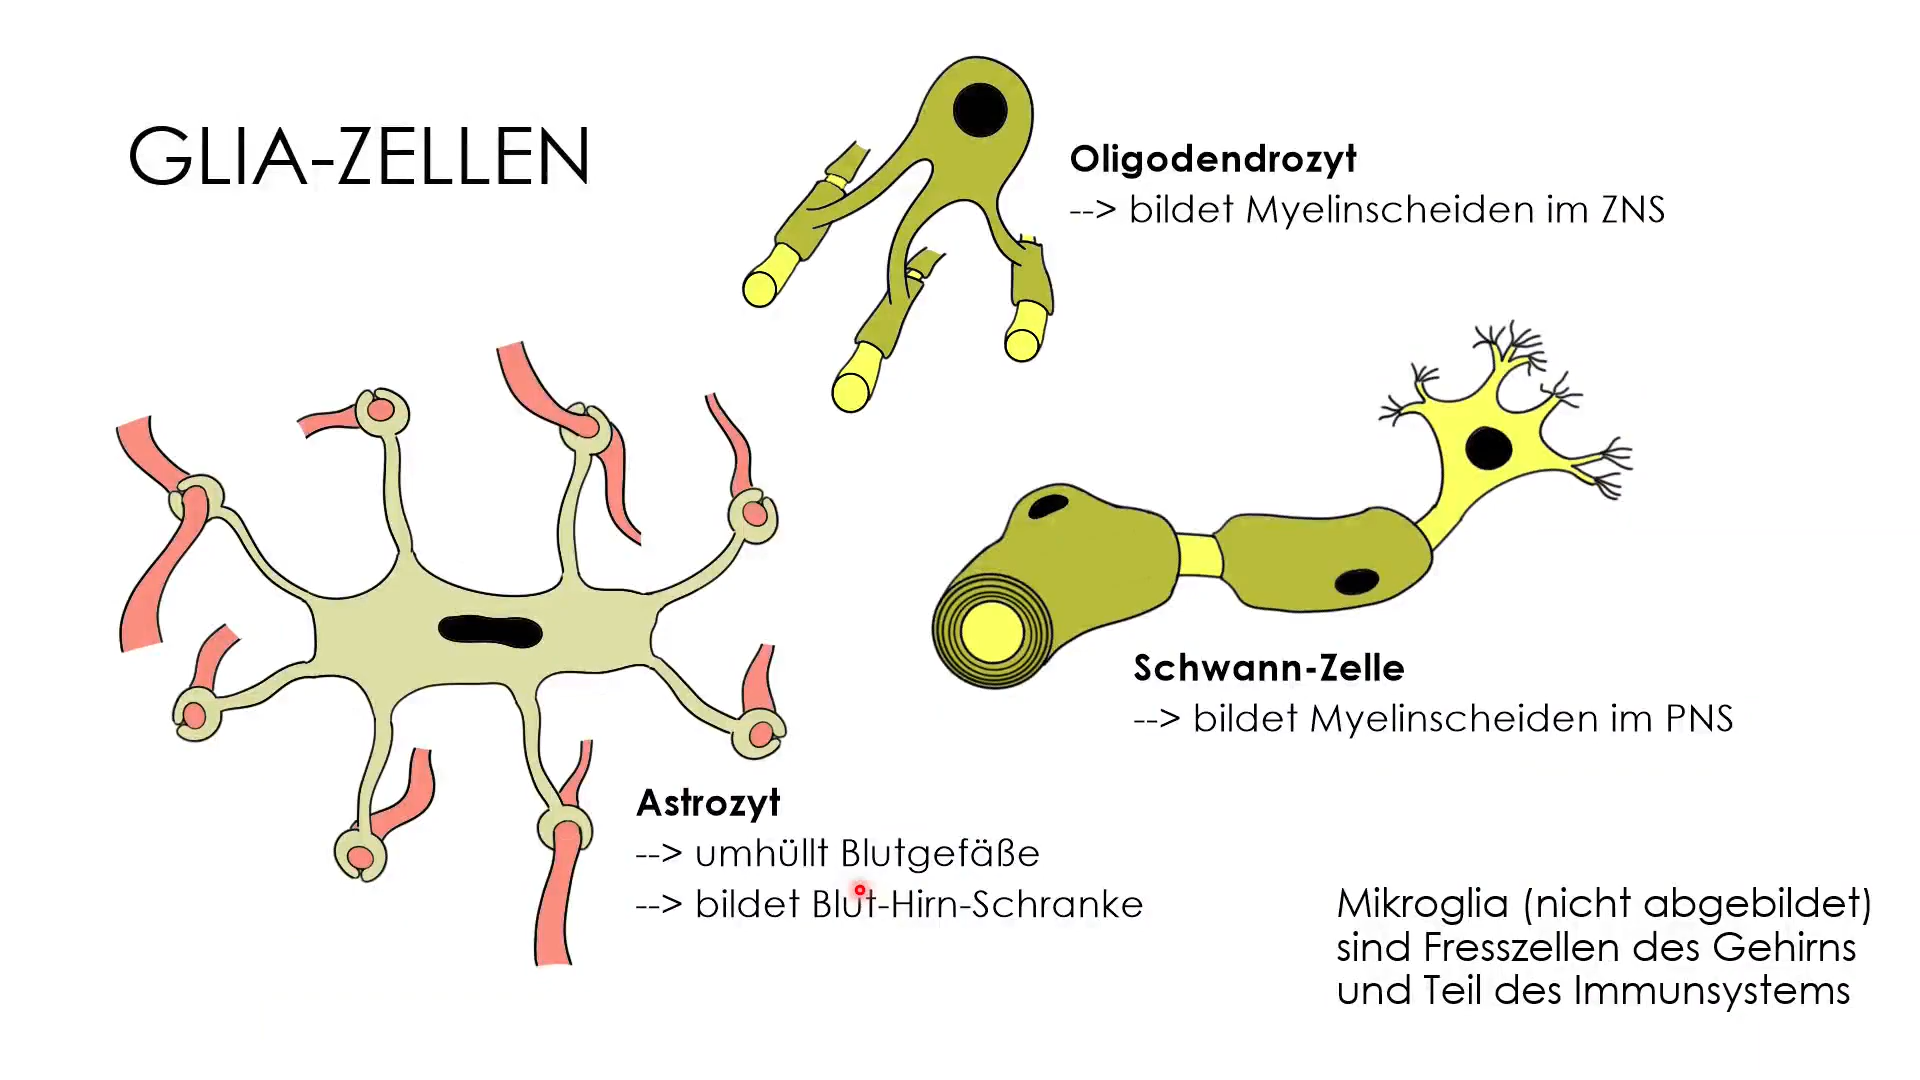 GLIA-ZELLEN
Oligodendrozyt
--> bildet Myelinscheiden im ZNS
Schwann-Zelle
--> bildet Myelinscheiden im PNS
Astrozyt
--> umhüllt Blutgefäße
--> bildet Blut-Hirn-Schranke
Mikroglia (nicht abgebildet)
sind Fresszellen des Gehirns
und Teil des Immunsystems